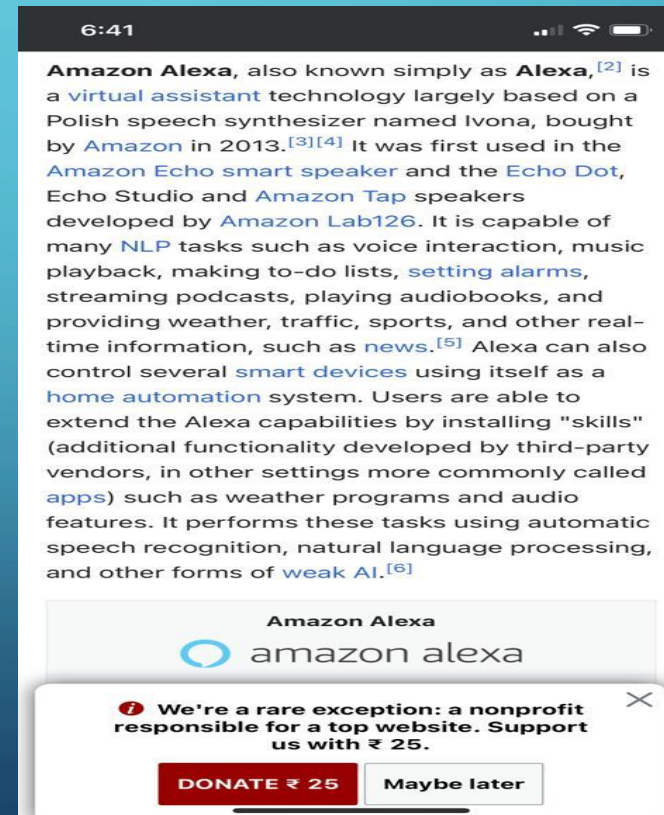 6:41
Amazon Alexa, also known simply as Alexa,[2] is
a virtual assistant technology largely based on a
Polish speech synthesizer named Ivona, bought
by Amazon in 2013.[3][4] It was first used in the
Amazon Echo smart speaker and the Echo Dot,
Echo Studio and Amazon Tap speakers
developed by Amazon Lab126. It is capable of
many NLP tasks such as voice interaction, music
playback, making to-do lists, setting alarms,
streaming podcasts, playing audiobooks, and
providing weather, traffic, sports, and other real-
time information, such as news.[5] Alexa can also
control several smart devices using itself as a
home automation system. Users are able to
extend the Alexa capabilities by installing "skills"
(additional functionality developed by third-party
vendors, in other settings more commonly called
apps) such as weather programs and audio
features. It performs these tasks using automatic
speech recognition, natural language processing,
and other forms of weak AI.[6]
Amazon Alexa
amazon alexa
We're a rare exception: a nonprofit
responsible for a top website. Support
us with ₹ 25.
DONATE ₹ 25 Maybe later